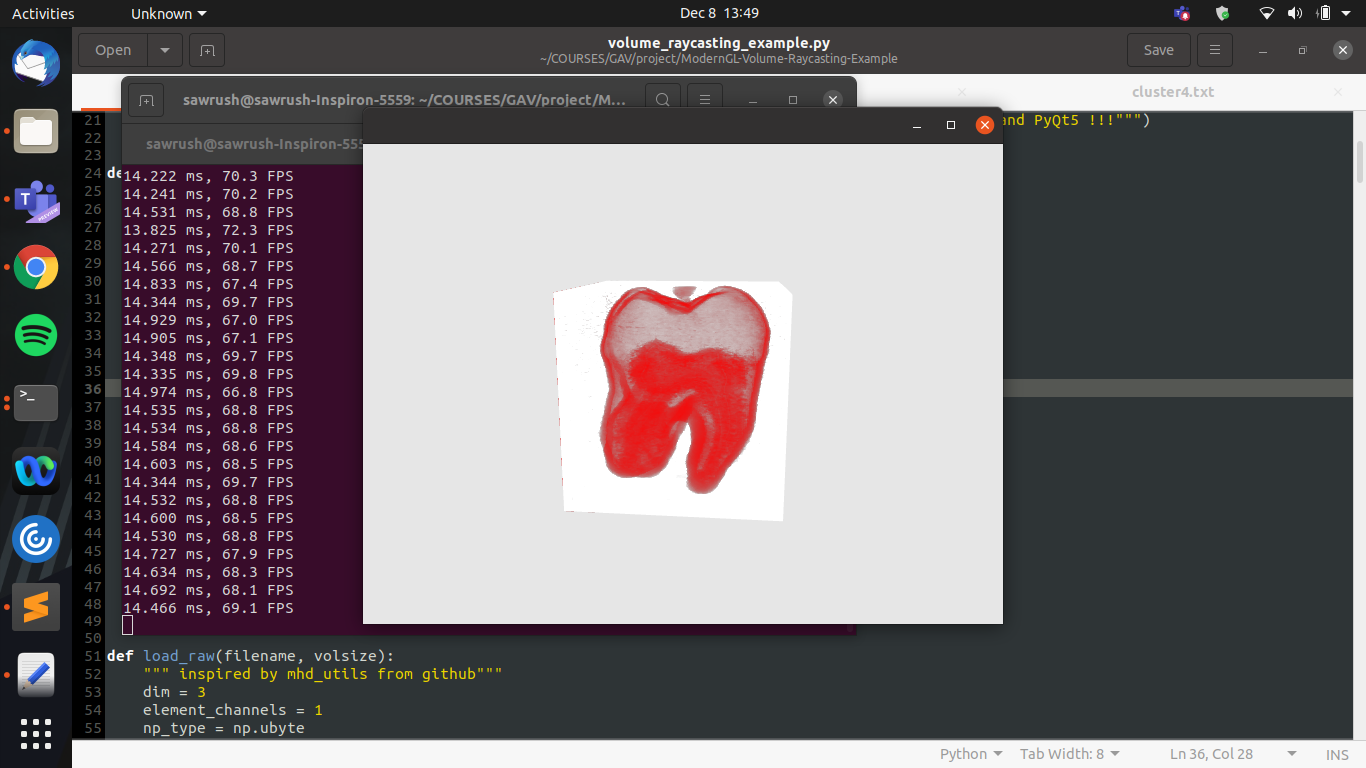 Activities
Unknown
Dec 8 13:49
Open
volume_raycasting_example.py
~/COURSES/GAV/project/ModernGL-Volume-Raycasting-Example
Save
sawrush@sawrush-Inspiron-5559: ~/COURSES/GAV/project/M...
cluster4.txt
sawrush@sawrush-Inspiron-555
and PyQt5 !!!""")
21
22
23
24 de
25
26
27
28
29
30
31
32
33
34
35
36
37
38
39
40
41
42
43
44
45
46
47
48
49
50
14.222 ms, 70.3 FPS
14.241 ms, 70.2 FPS
14.531 ms, 68.8 FPS
13.825 ms, 72.3 FPS
14.271 ms, 70.1 FPS
14.566 ms, 68.7 FPS
14.833 ms, 67.4 FPS
14.344 ms, 69.7 FPS
14.929 ms, 67.0 FPS
14.905 ms, 67.1 FPS
14.348 ms, 69.7 FPS
14.335 ms, 69.8 FPS
14.974 ms, 66.8 FPS
14.535 ms, 68.8 FPS
14.534 ms, 68.8 FPS
14.584 ms, 68.6 FPS
14.603 ms, 68.5 FPS
14.344 ms, 69.7 FPS
14.532 ms, 68.8 FPS
14.600 ms, 68.5 FPS
14.530 ms, 68.8 FPS
14.727 ms, 67.9 FPS
14.634 ms, 68.3 FPS
14.692 ms, 68.1 FPS
14.466 ms, 69.1 FPS
51 def load_raw(filename, volsize):
52 """ inspired by mhd_utils from github"""
53 dim = 3
54 element_channels = 1
55 np_type = np.ubyte
T
PREVIEW
>_
Python
Tab Width: 8
Ln 36, Col 28
INS